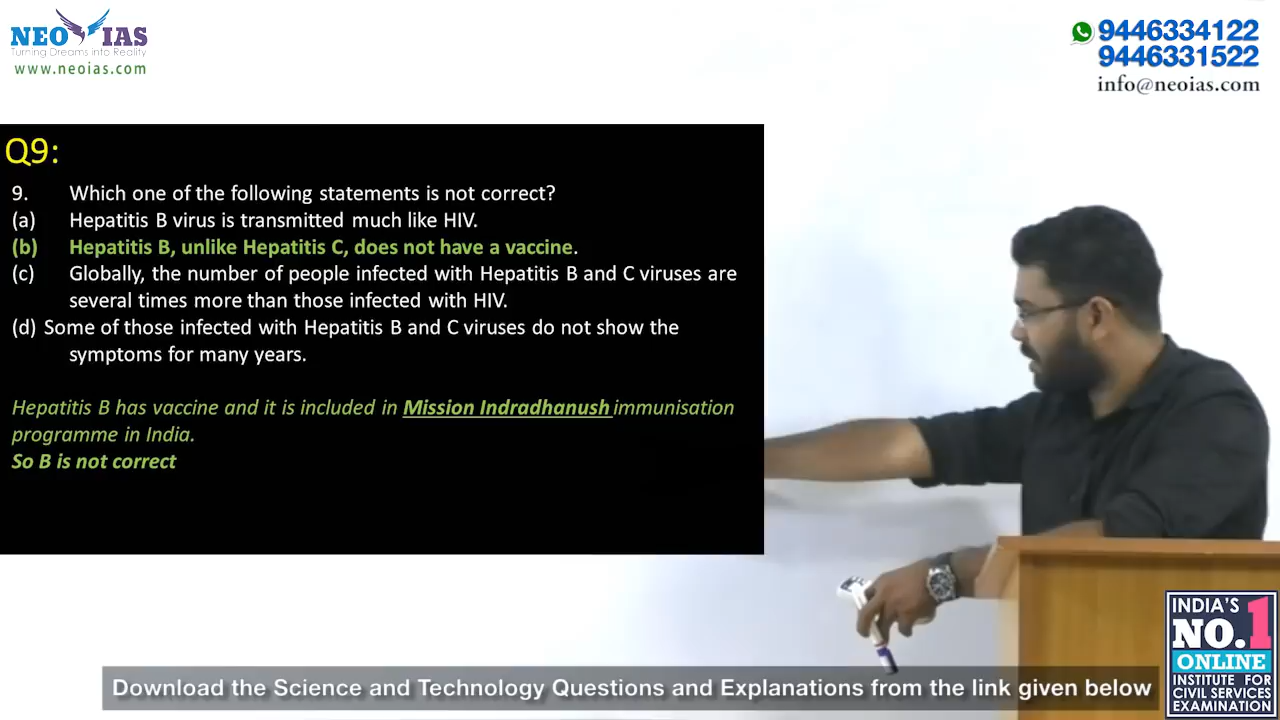 NEO IAS
Turning Dreams into Reality
www.neoias.com
9446334122
9446331522
info@neoias.com
Q9:
9. Which one of the following statements is not correct?
(a) Hepatitis B virus is transmitted much like HIV.
(b) Hepatitis B, unlike Hepatitis C, does not have a vaccine.
(c) Globally, the number of people infected with Hepatitis B and C viruses are
several times more than those infected with HIV.
(d) Some of those infected with Hepatitis B and C viruses do not show the
symptoms for many years.
Hepatitis B has vaccine and it is included in Mission Indradhanush immunisation
programme in India.
So B is not correct
INDIA'S
NO.1
ONLINE
INSTITUTE FOR
CIVIL SERVICES
EXAMINATION
Download the Science and Technology Questions and Explanations from the link given below